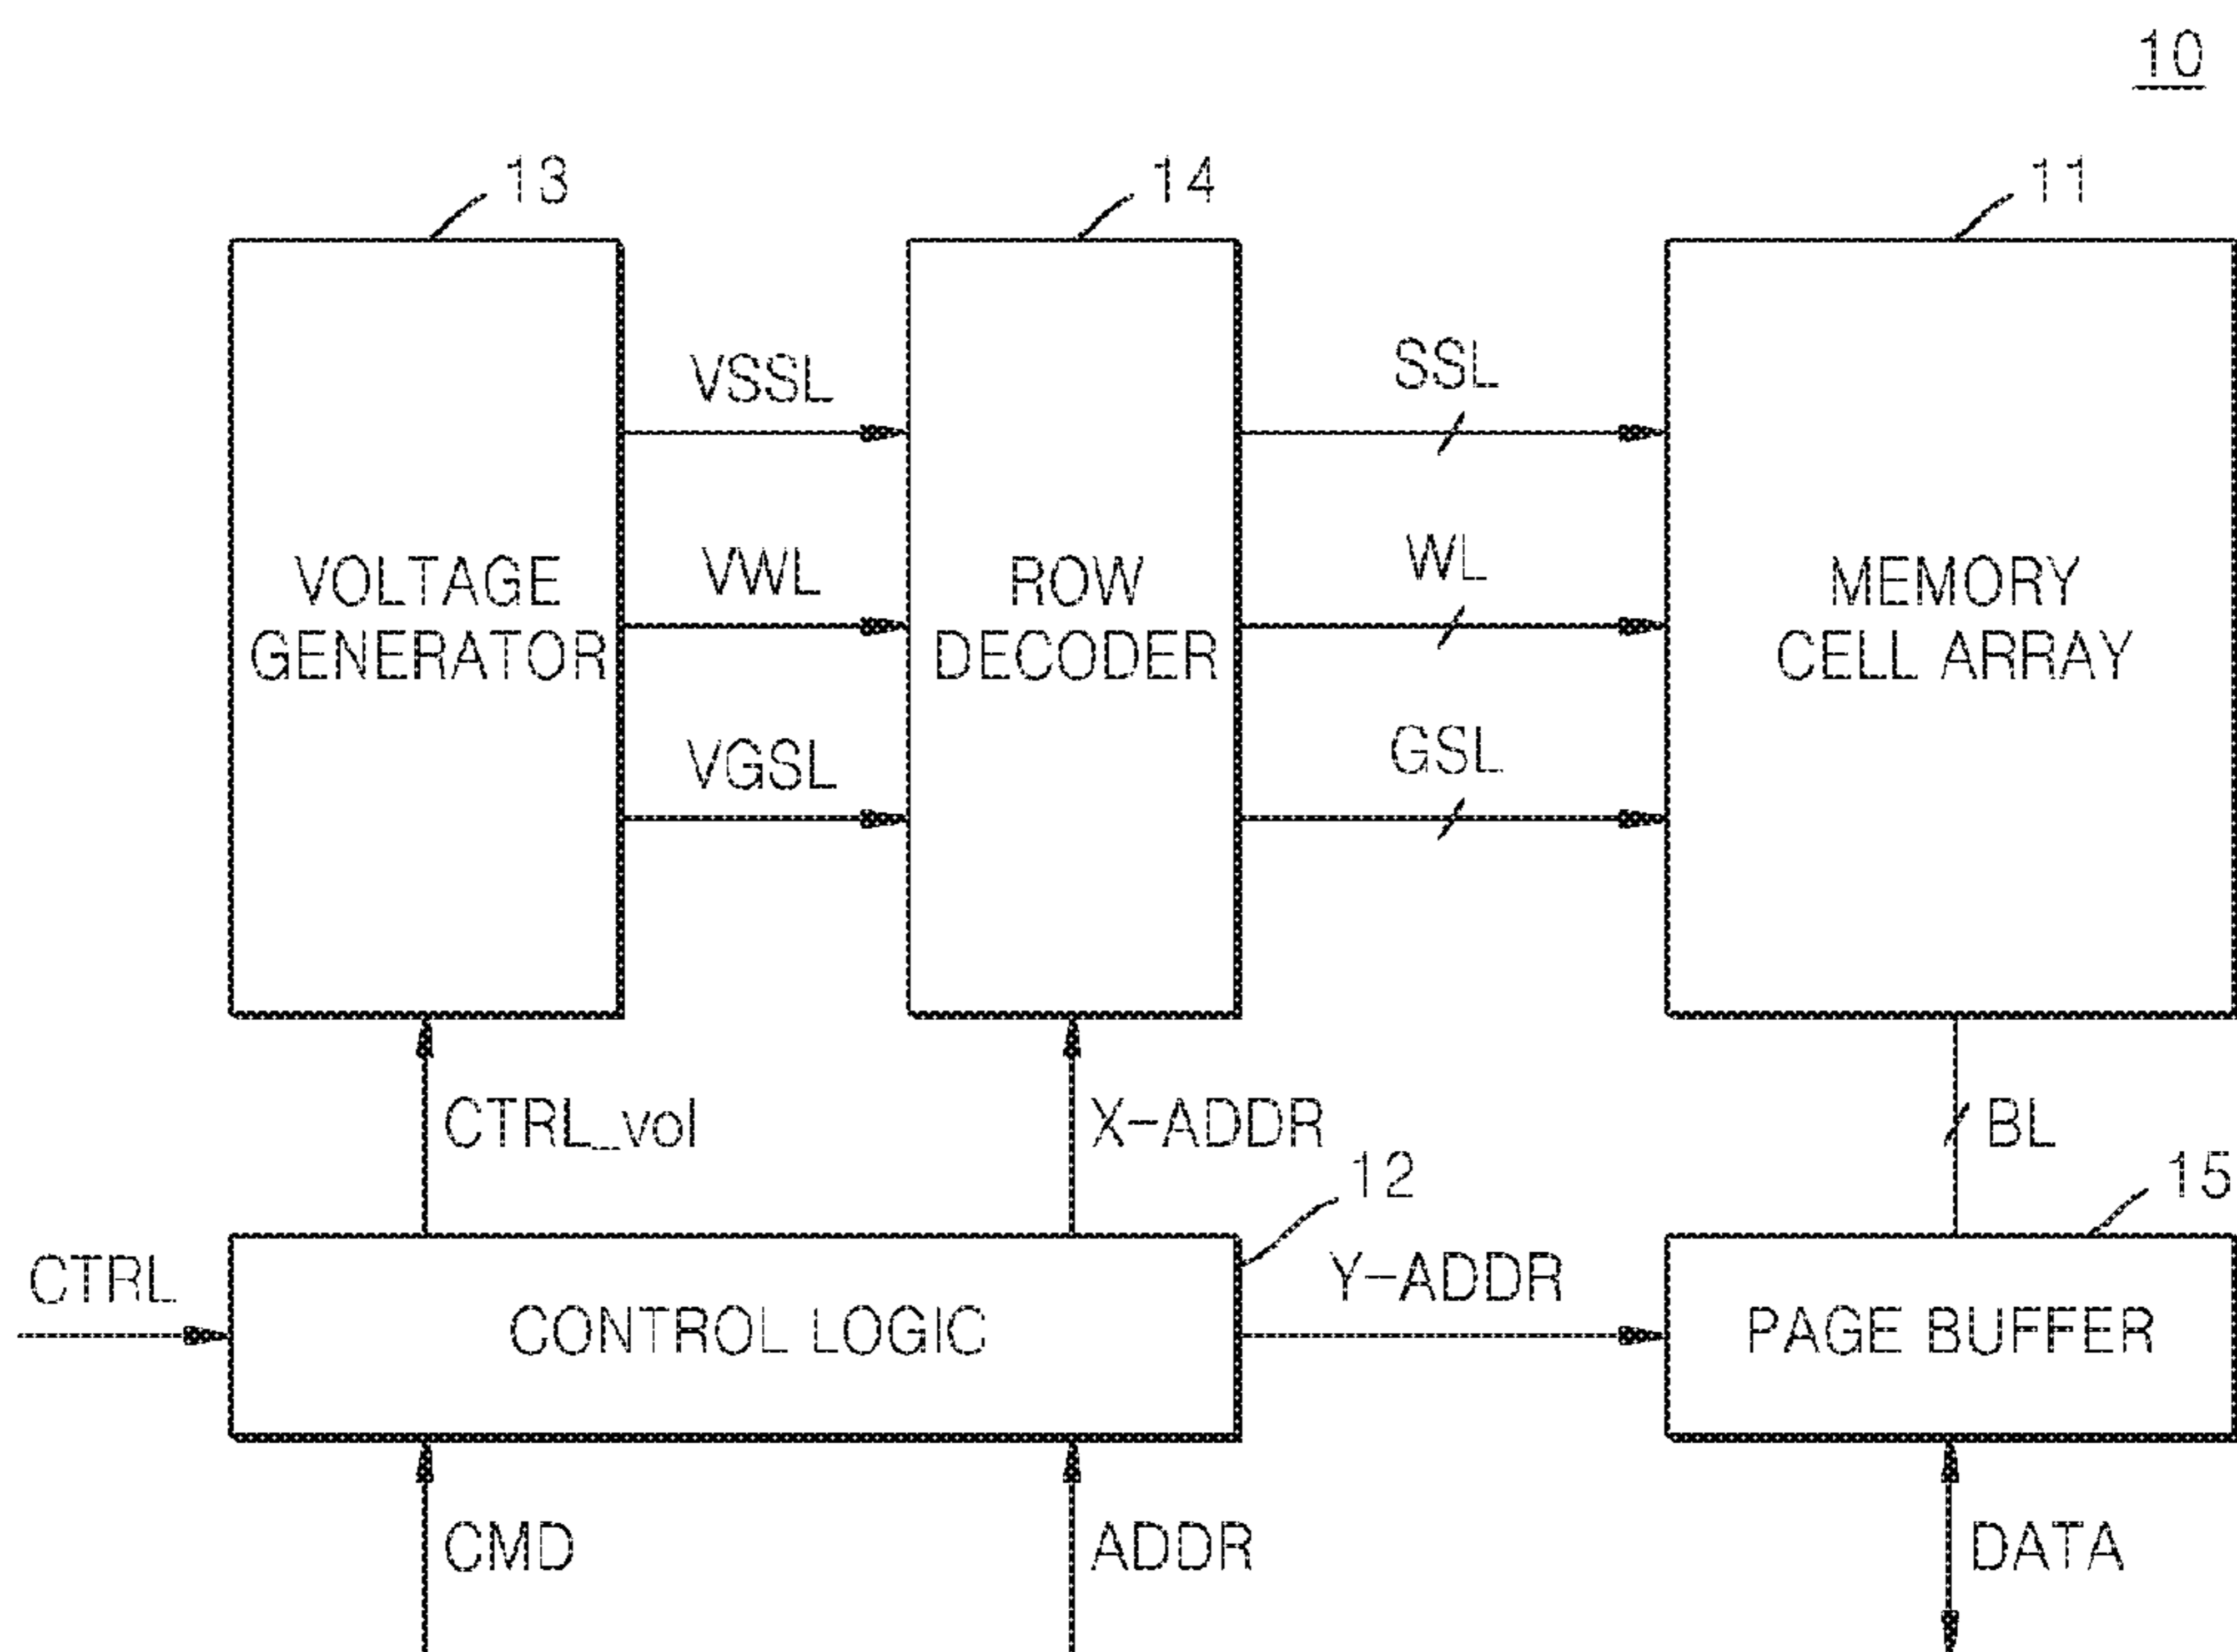 10
13
14
11
VSSL
SSL
VOLTAGE
GENERATOR
VWL
ROW
DECODER
WL
MEMORY
CELL ARRAY
VGSL
GSL
CTRL_vol
X-ADDR
BL
12
15
CTRL
CONTROL LOGIC
Y-ADDR
PAGE BUFFER
CMD
ADDR
DATA